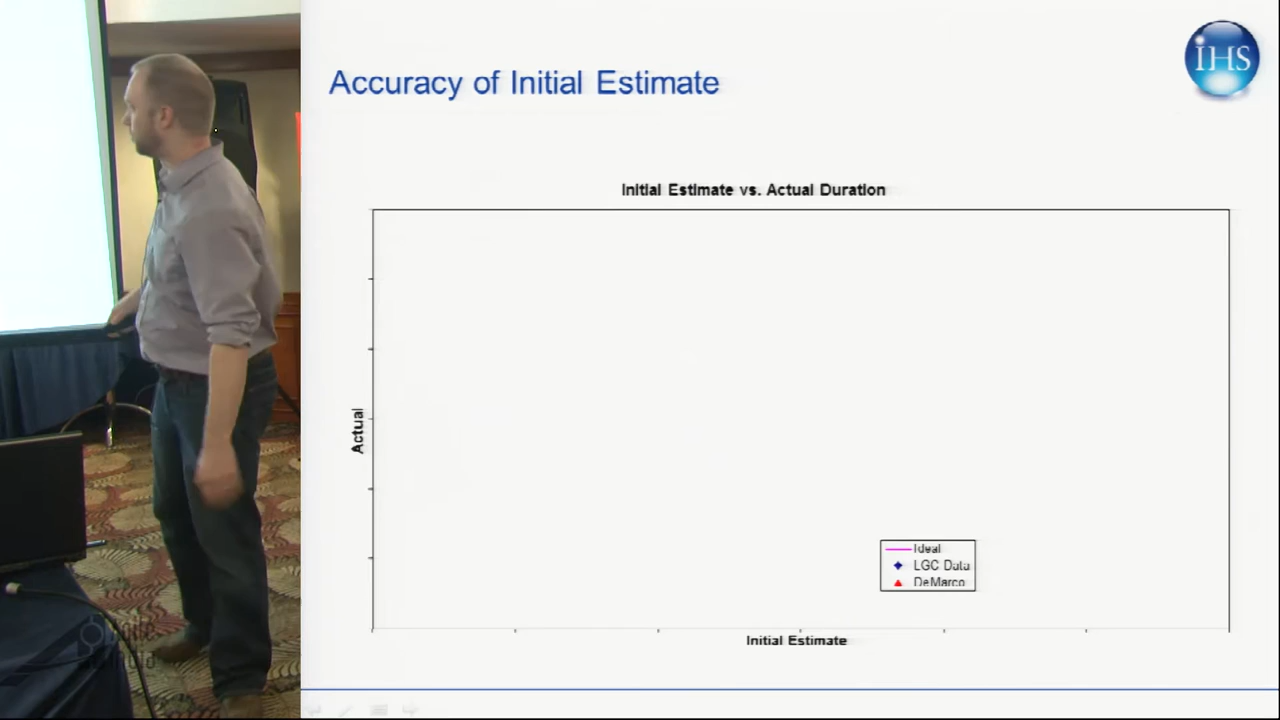 Accuracy of Initial Estimate
IHS
Initial Estimate vs. Actual Duration
Actual
Ideal
LGC Data
DeMarco
Initial Estimate